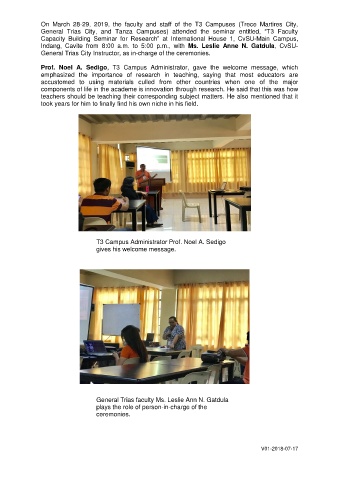 On March 28-29, 2019, the faculty and staff of the T3 Campuses (Trece Martires City,
General Trias City, and Tanza Campuses) attended the seminar entitled, "T3 Faculty
Capacity Building Seminar for Research" at International House 1, CvSU-Main Campus,
Indang, Cavite from 8:00 a.m. to 5:00 p.m., with Ms. Leslie Anne N. Gatdula, CvSU-
General Trias City Instructor, as in-charge of the ceremonies.
Prof. Noel A. Sedigo, T3 Campus Administrator, gave the welcome message, which
emphasized the importance of research in teaching, saying that most educators are
accustomed to using materials culled from other countries when one of the major
components of life in the academe is innovation through research. He said that this was how
teachers should be teaching their corresponding subject matters. He also mentioned that it
took years for him to finally find his own niche in his field.
T3 Campus Administrator Prof. Noel A. Sedigo
gives his welcome message.
General Trias faculty Ms. Leslie Ann N. Gatdula
plays the role of person-in-charge of the
ceremonies.
V01-2018-07-17